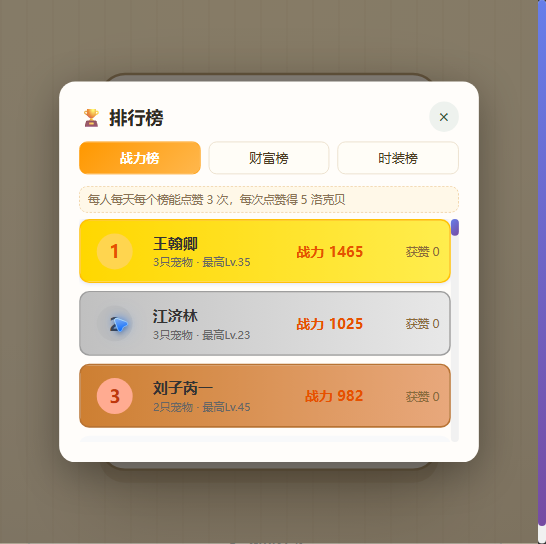 排行榜
×
战力榜
财富榜
时装榜
每人每天每个榜能点赞 3 次，每次点赞得 5 洛克贝
1
王翰卿
3只宠物 · 最高Lv.35
战力 1465
获赞 0
2
江济林
3只宠物 · 最高Lv.23
战力 1025
获赞 0
3
刘子芮一
2只宠物 · 最高Lv.45
战力 982
获赞 0